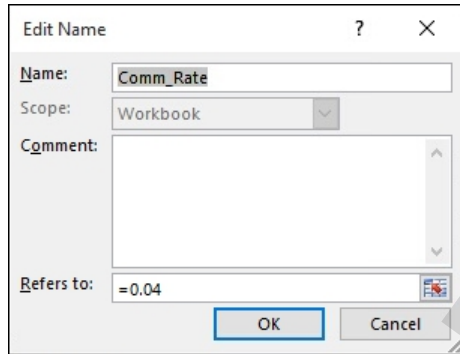 Edit Name ? ×
Name: Comm_Rate
Scope: Workbook
Comment:
Refers to: =0.04
OK Cancel